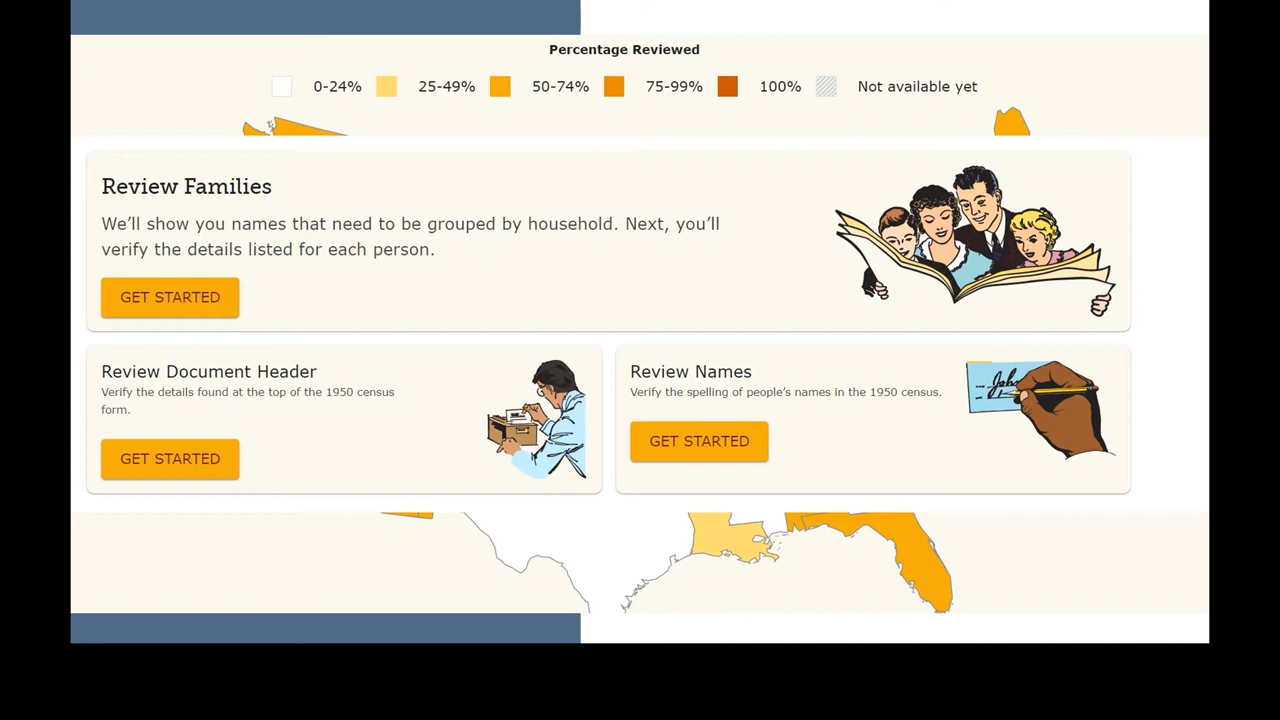 Percentage Reviewed
0-24% 25-49% 50-74% 75-99% 100% Not available yet
Review Families
We’ll show you names that need to be grouped by household. Next, you’ll
verify the details listed for each person.
GET STARTED
Review Document Header
Verify the details found at the top of the 1950 census
form.
GET STARTED
Review Names
Verify the spelling of people’s names in the 1950 census.
John
GET STARTED